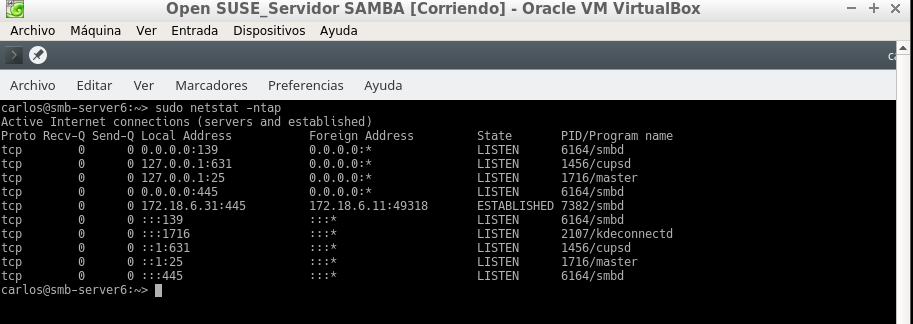 Open SUSE_Servidor SAMBA [Corriendo] - Oracle VM VirtualBox
Archivo Máquina Ver Entrada Dispositivos Ayuda
ca
Archivo Editar Ver Marcadores Preferencias Ayuda
carlos@smb-server6:~> sudo netstat -ntap
Active Internet connections (servers and established)
Proto Recv-Q Send-Q Local Address Foreign Address State PID/Program name
tcp 0 0 0.0.0.0:139 0.0.0.0:* LISTEN 6164/smbd
tcp 0 0 127.0.0.1:631 0.0.0.0:* LISTEN 1456/cupsd
tcp 0 0 127.0.0.1:25 0.0.0.0:* LISTEN 1716/master
tcp 0 0 0.0.0.0:445 0.0.0.0:* LISTEN 6164/smbd
tcp 0 0 172.18.6.31:445 172.18.6.11:49318 ESTABLISHED 7382/smbd
tcp 0 0 :::139 :::* LISTEN 6164/smbd
tcp 0 0 :::1716 :::* LISTEN 2107/kdeconnectd
tcp 0 0 ::1:631 :::* LISTEN 1456/cupsd
tcp 0 0 ::1:25 :::* LISTEN 1716/master
tcp 0 0 :::445 :::* LISTEN 6164/smbd
carlos@smb-server6:~>